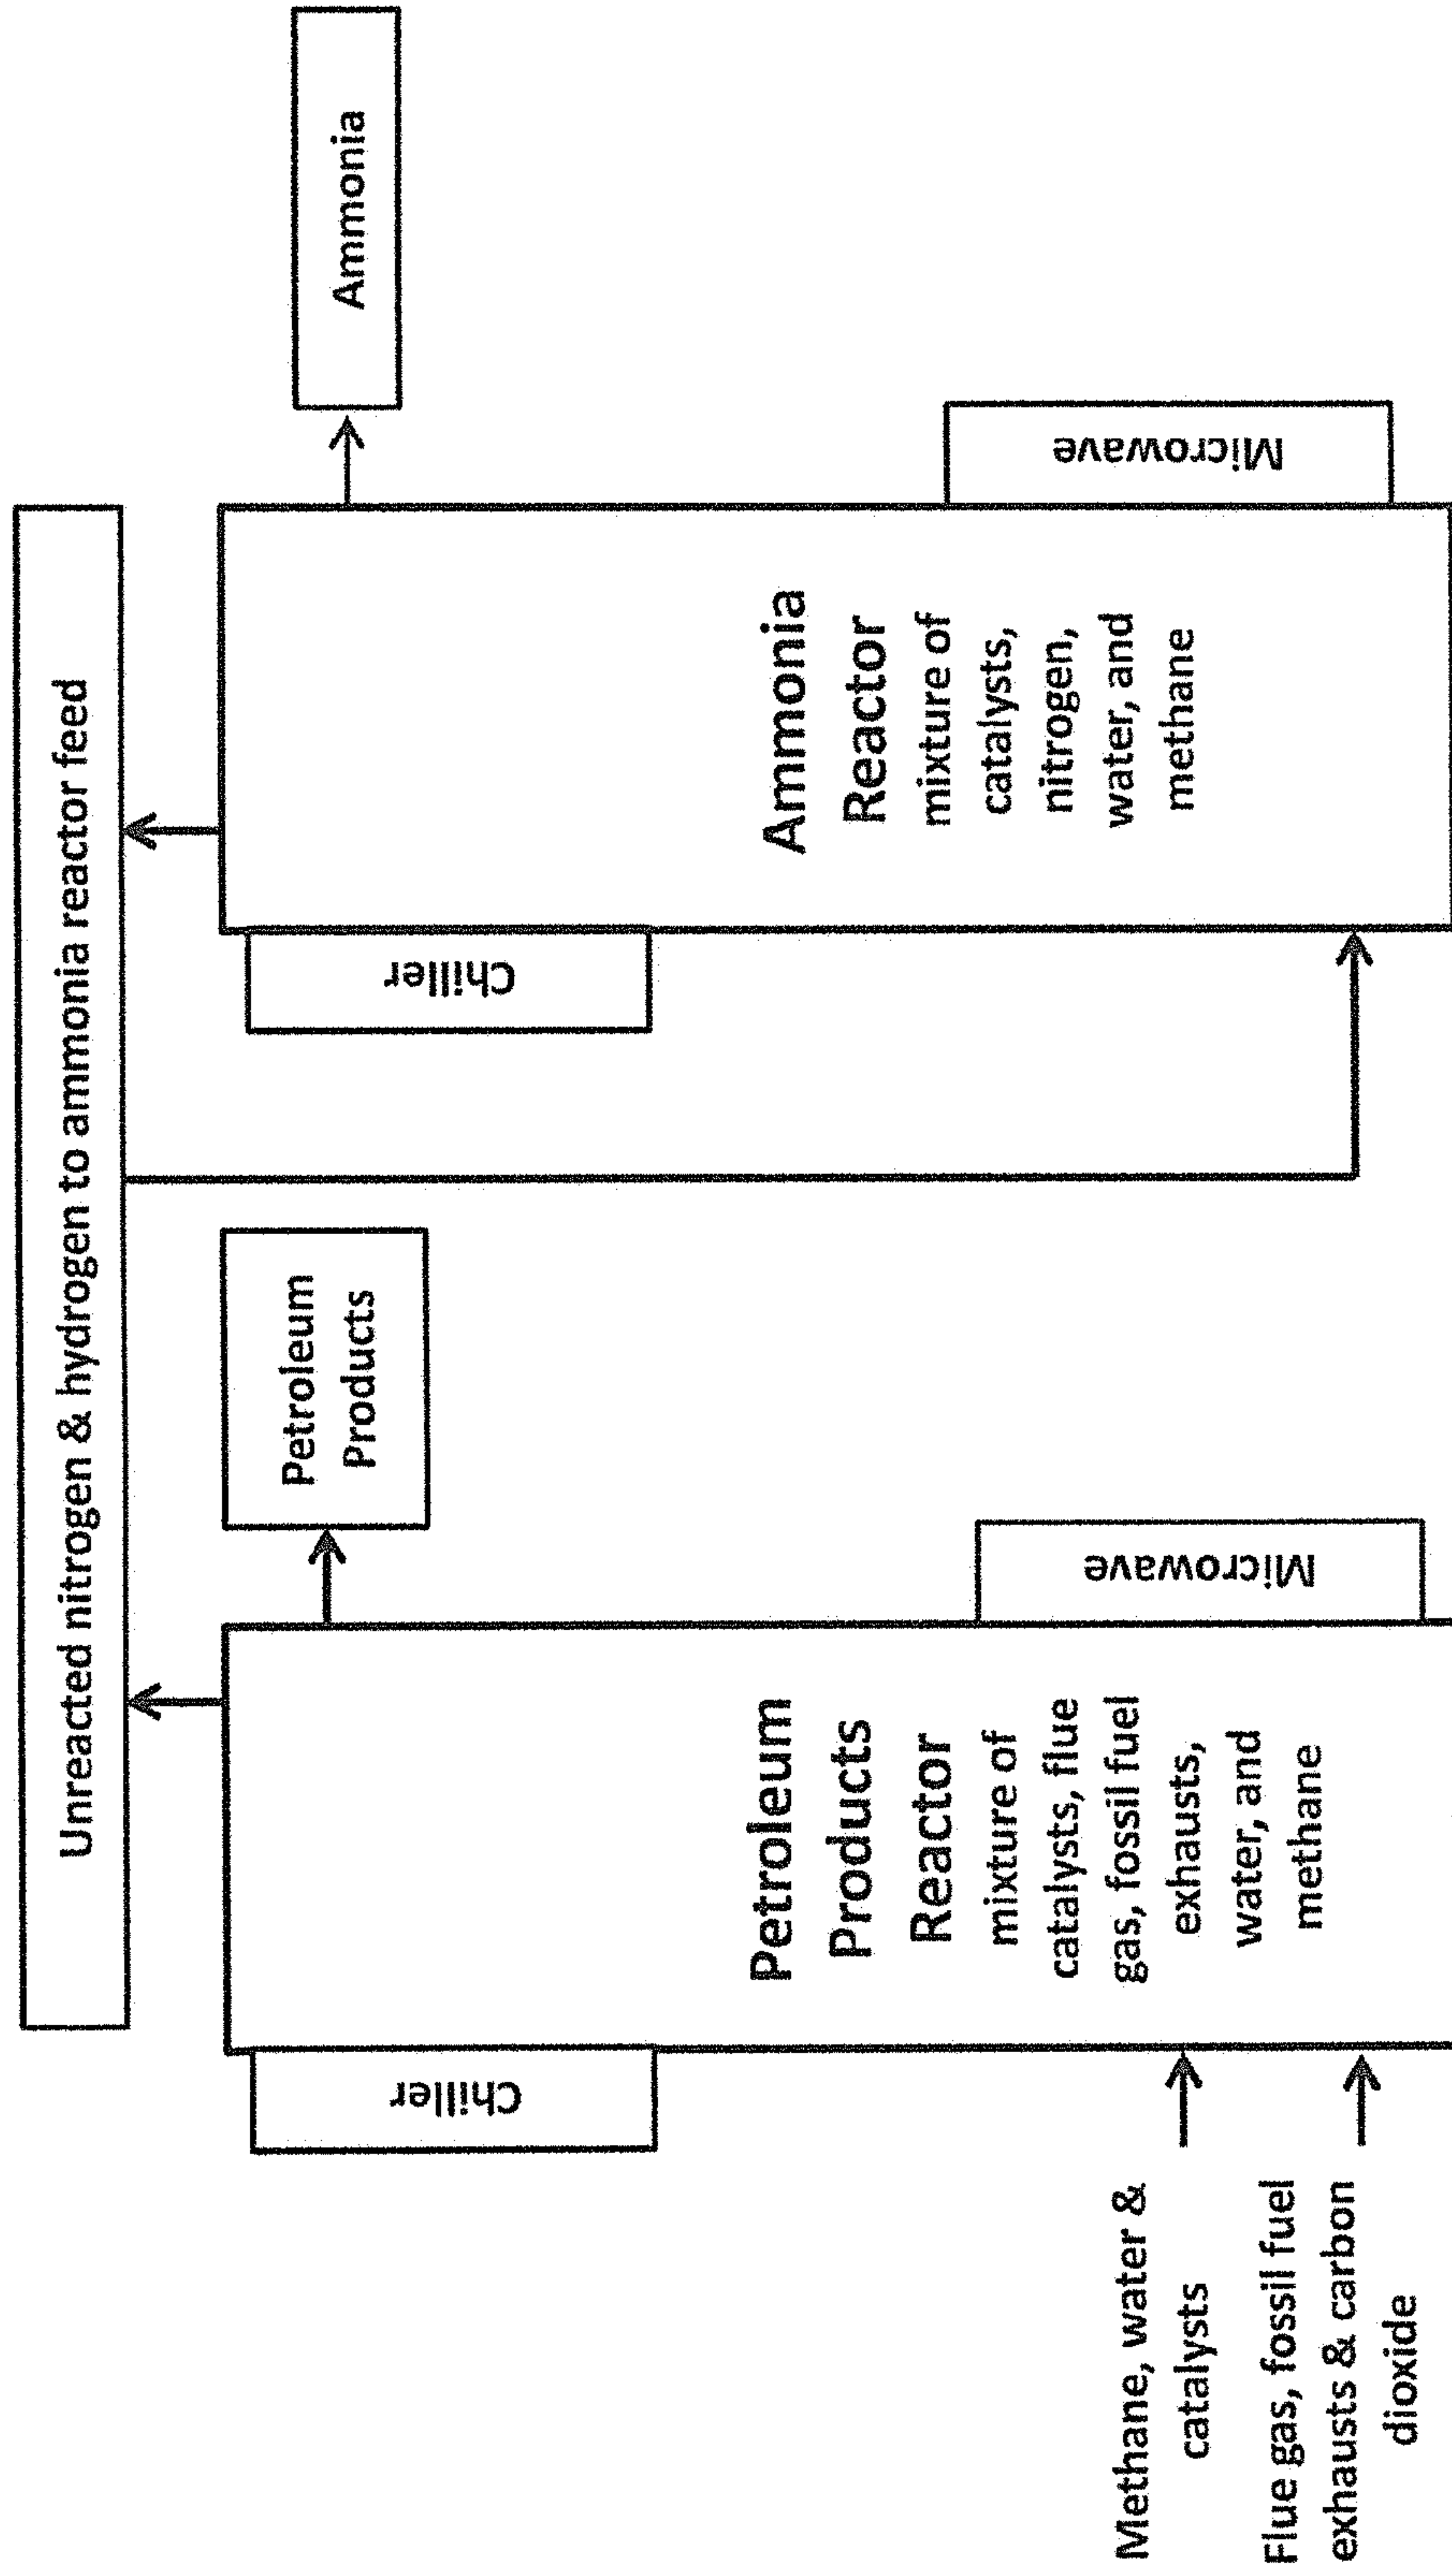 Unreacted nitrogen & hydrogen to ammonia reactor feed
Chiller
Petroleum
Products
Chiller
Ammonia
Petroleum
Products
Reactor
mixture of
catalysts, flue
gas, fossil fuel
exhausts,
water, and
methane
Microwave
Ammonia
Reactor
mixture of
catalysts,
nitrogen,
water, and
methane
Microwave
Methane, water &
catalysts
Flue gas, fossil fuel
exhausts & carbon
dioxide